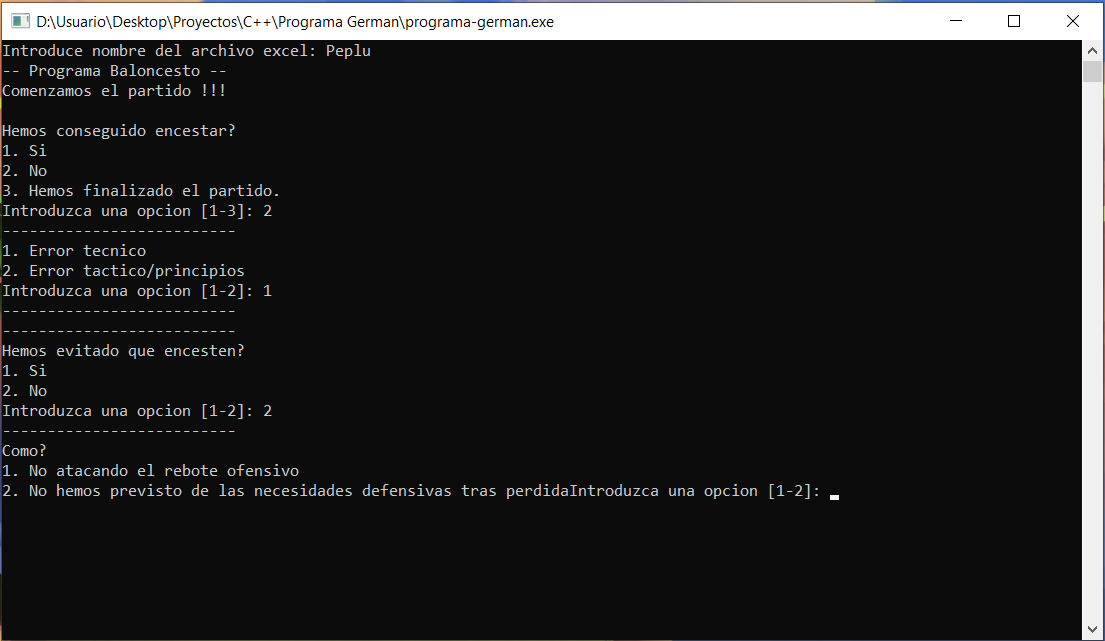 D:\Usuario\Desktop\Proyectos\C++\Programa German\programa-german.exe
Introduce nombre del archivo excel: Peplu
-- Programa Baloncesto --
Comenzamos el partido !!!
Hemos conseguido encestar?
1. Si
2. No
3. Hemos finalizado el partido.
Introduzca una opcion [1-3]: 2
--------------------------
1. Error tecnico
2. Error tactico/principios
Introduzca una opcion [1-2]: 1
--------------------------
--------------------------
Hemos evitado que encesten?
1. Si
2. No
Introduzca una opcion [1-2]: 2
--------------------------
Como?
1. No atacando el rebote ofensivo
2. No hemos previsto de las necesidades defensivas tras perdidaIntroduzca una opcion [1-2]: